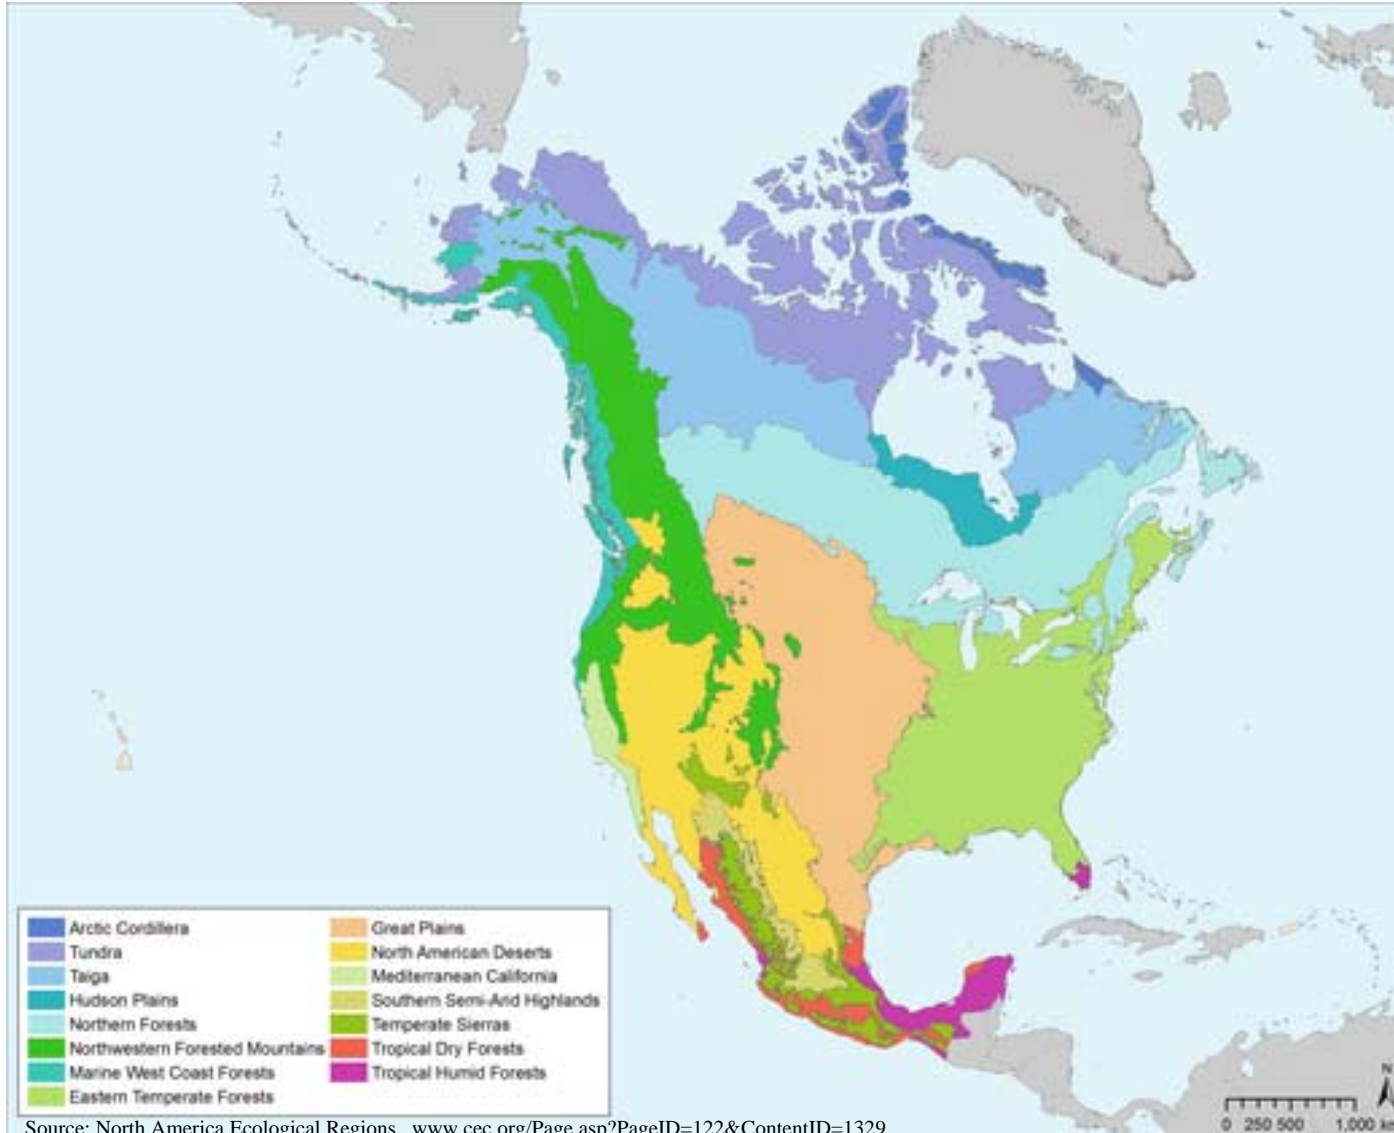 Arctic Cordillera
Tundra
Taiga
Hudson Plains
Northern Forests
Northwestern Forested Mountains
Marine West Coast Forests
Eastern Temperate Forests
Great Plains
North American Deserts
Mediterranean California
Southern Semi-Arid Highlands
Temperate Sierras
Tropical Dry Forests
Tropical Humid Forests
N
0 250 500 1,000
Source: North America Ecological Regions www.cec.org/Page.asp?PageID=122&ContentID=1329